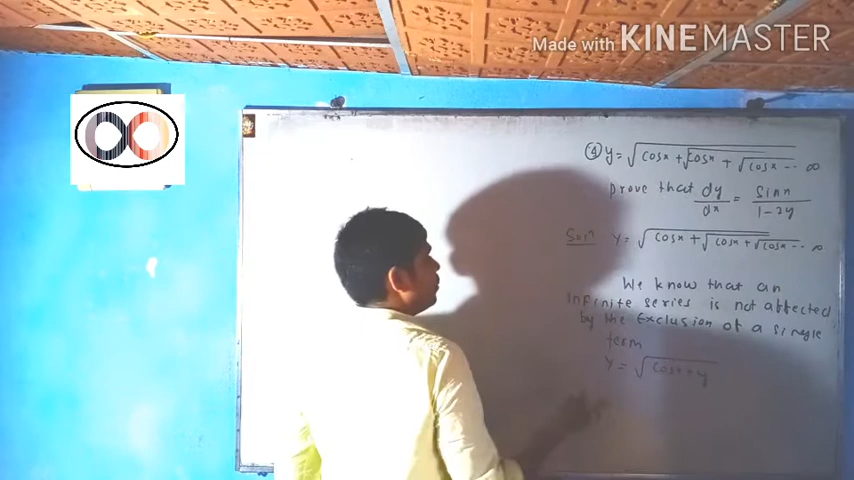 Made with KINEMASTER
④ y = √cosx + √cosx + √cosx --- ∞
prove that dy/dx = sinx/1-2y
Soln y = √cosx + √cosx + √cosx --- ∞
We know that an
infinite series is not affected
by the exclusion of a single
term
y = √cosx + y